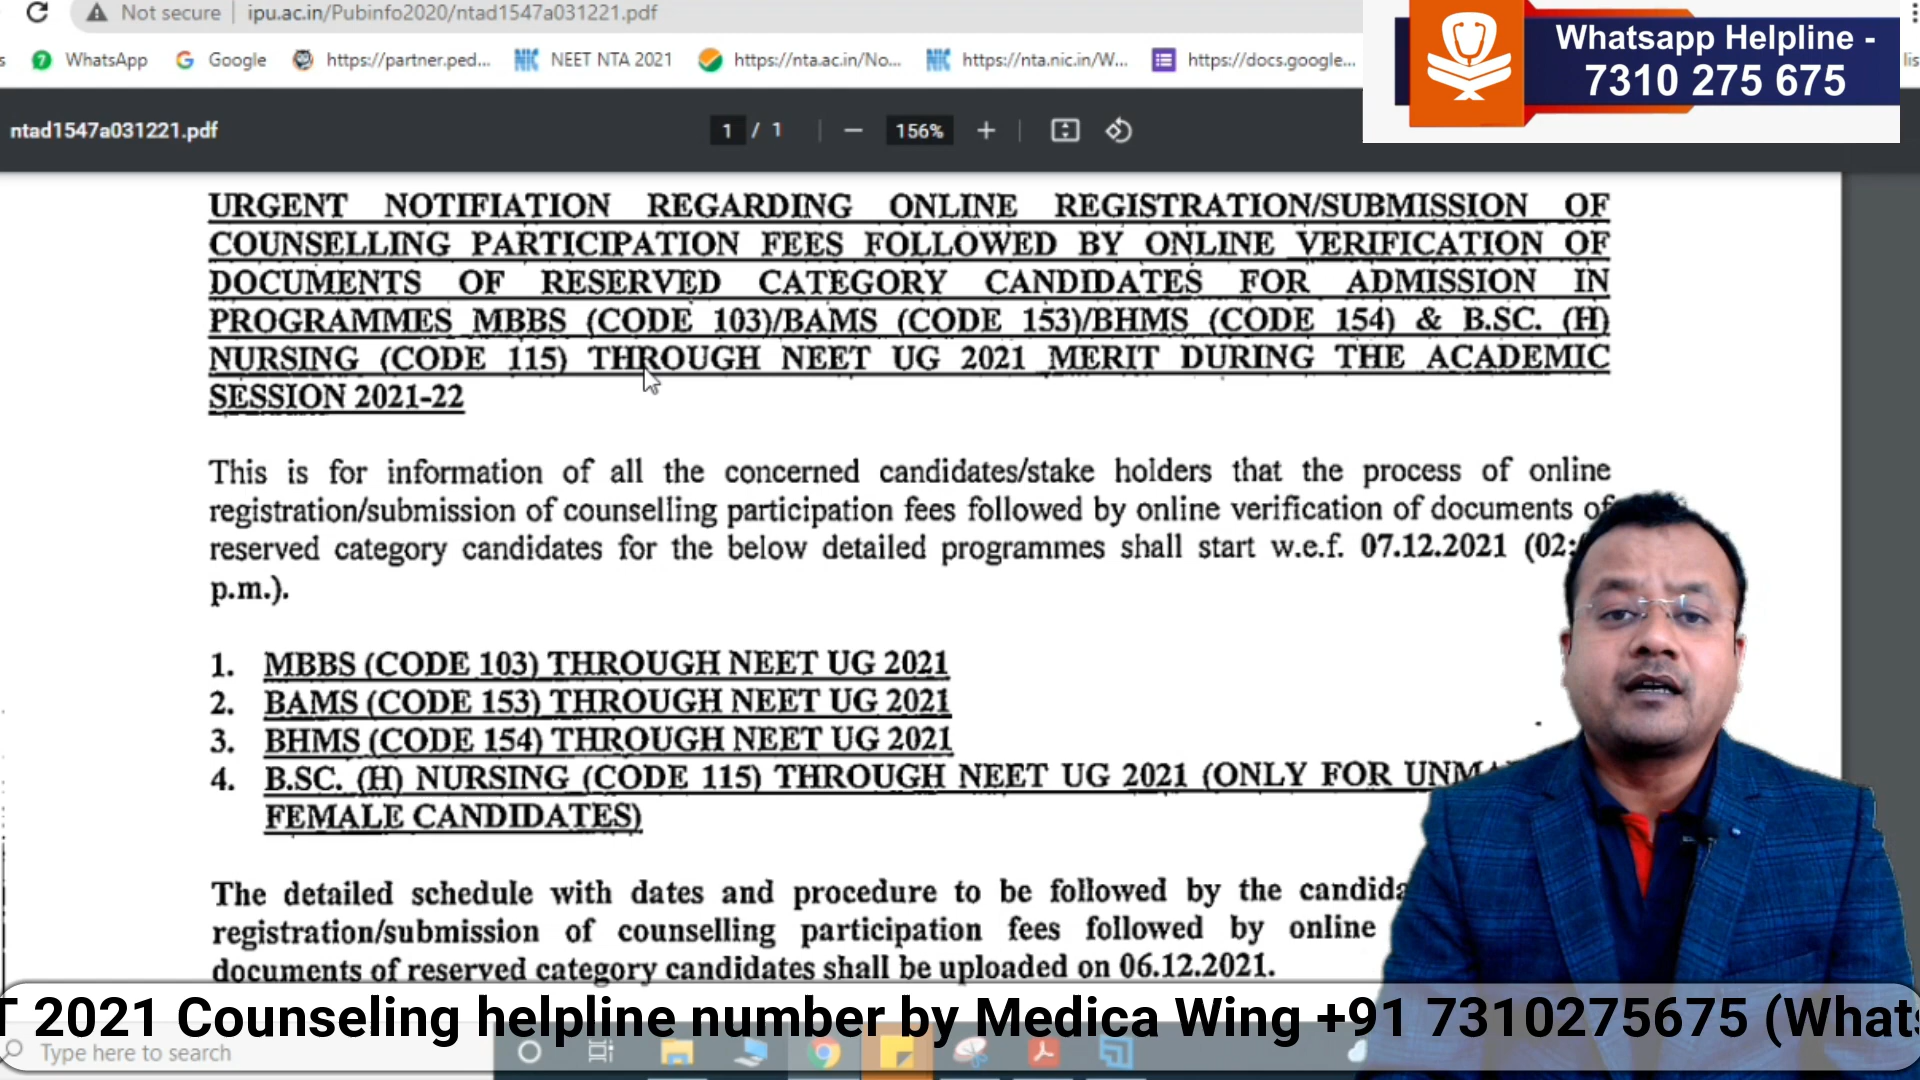 Not secure
ipu.ac.in/Pubinfo2020/ntad1547a031221.pdf
s
WhatsApp
Google
https://partner.ped...
NEET NTA 2021
https://nta.ac.in/No...
https://nta.nic.in/W...
https://docs.google...
lis
Whatsapp Helpline -
7310 275 675
ntad1547a031221.pdf
1 / 1
156%
URGENT NOTIFIATION REGARDING ONLINE REGISTRATION/SUBMISSION OF
COUNSELLING PARTICIPATION FEES FOLLOWED BY ONLINE VERIFICATION OF
DOCUMENTS OF RESERVED CATEGORY CANDIDATES FOR ADMISSION IN
PROGRAMMES MBBS (CODE 103)/BAMS (CODE 153)/BHMS (CODE 154) & B.SC. (H)
NURSING (CODE 115) THROUGH NEET UG 2021 MERIT DURING THE ACADEMIC
SESSION 2021-22
This is for information of all the concerned candidates/stake holders that the process of online
registration/submission of counselling participation fees followed by online verification of documents of
reserved category candidates for the below detailed programmes shall start w.e.f. 07.12.2021 (02:
p.m.).
1. MBBS (CODE 103) THROUGH NEET UG 2021
2. BAMS (CODE 153) THROUGH NEET UG 2021
3. BHMS (CODE 154) THROUGH NEET UG 2021
4. B.SC. (H) NURSING (CODE 115) THROUGH NEET UG 2021 (ONLY FOR
FEMALE CANDIDATES)
The detailed schedule with dates and procedure to be followed by the
registration/submission of counselling participation fees followed by online
documents of reserved category candidates shall be uploaded on 06.12.2021.
T 2021 Counseling helpline number by Medica Wing +91 7310275675 (Whats
Type here to search